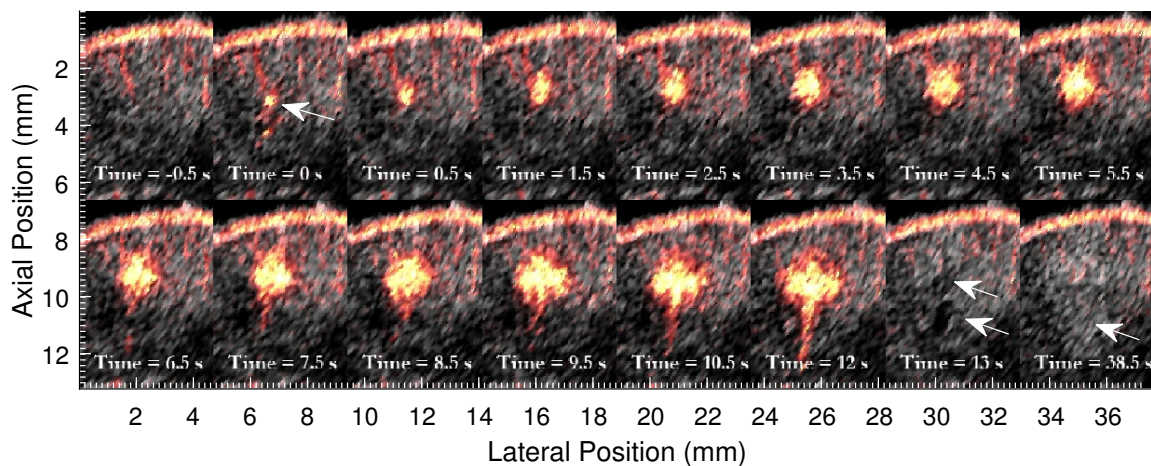 2
4
6
8
10
12
Axial Position (mm)
Time = -0.5 s
Time = 0 s
Time = 0.5 s
Time = 1.5 s
Time = 2.5 s
Time = 3.5 s
Time = 4.5 s
Time = 5.5 s
Time = 6.5 s
Time = 7.5 s
Time = 8.5 s
Time = 9.5 s
Time = 10.5 s
Time = 12 s
Time = 13 s
Time = 38.5 s
2 4 6 8 10 12 14 16 18 20 22 24 26 28 30 32 34 36
Lateral Position (mm)